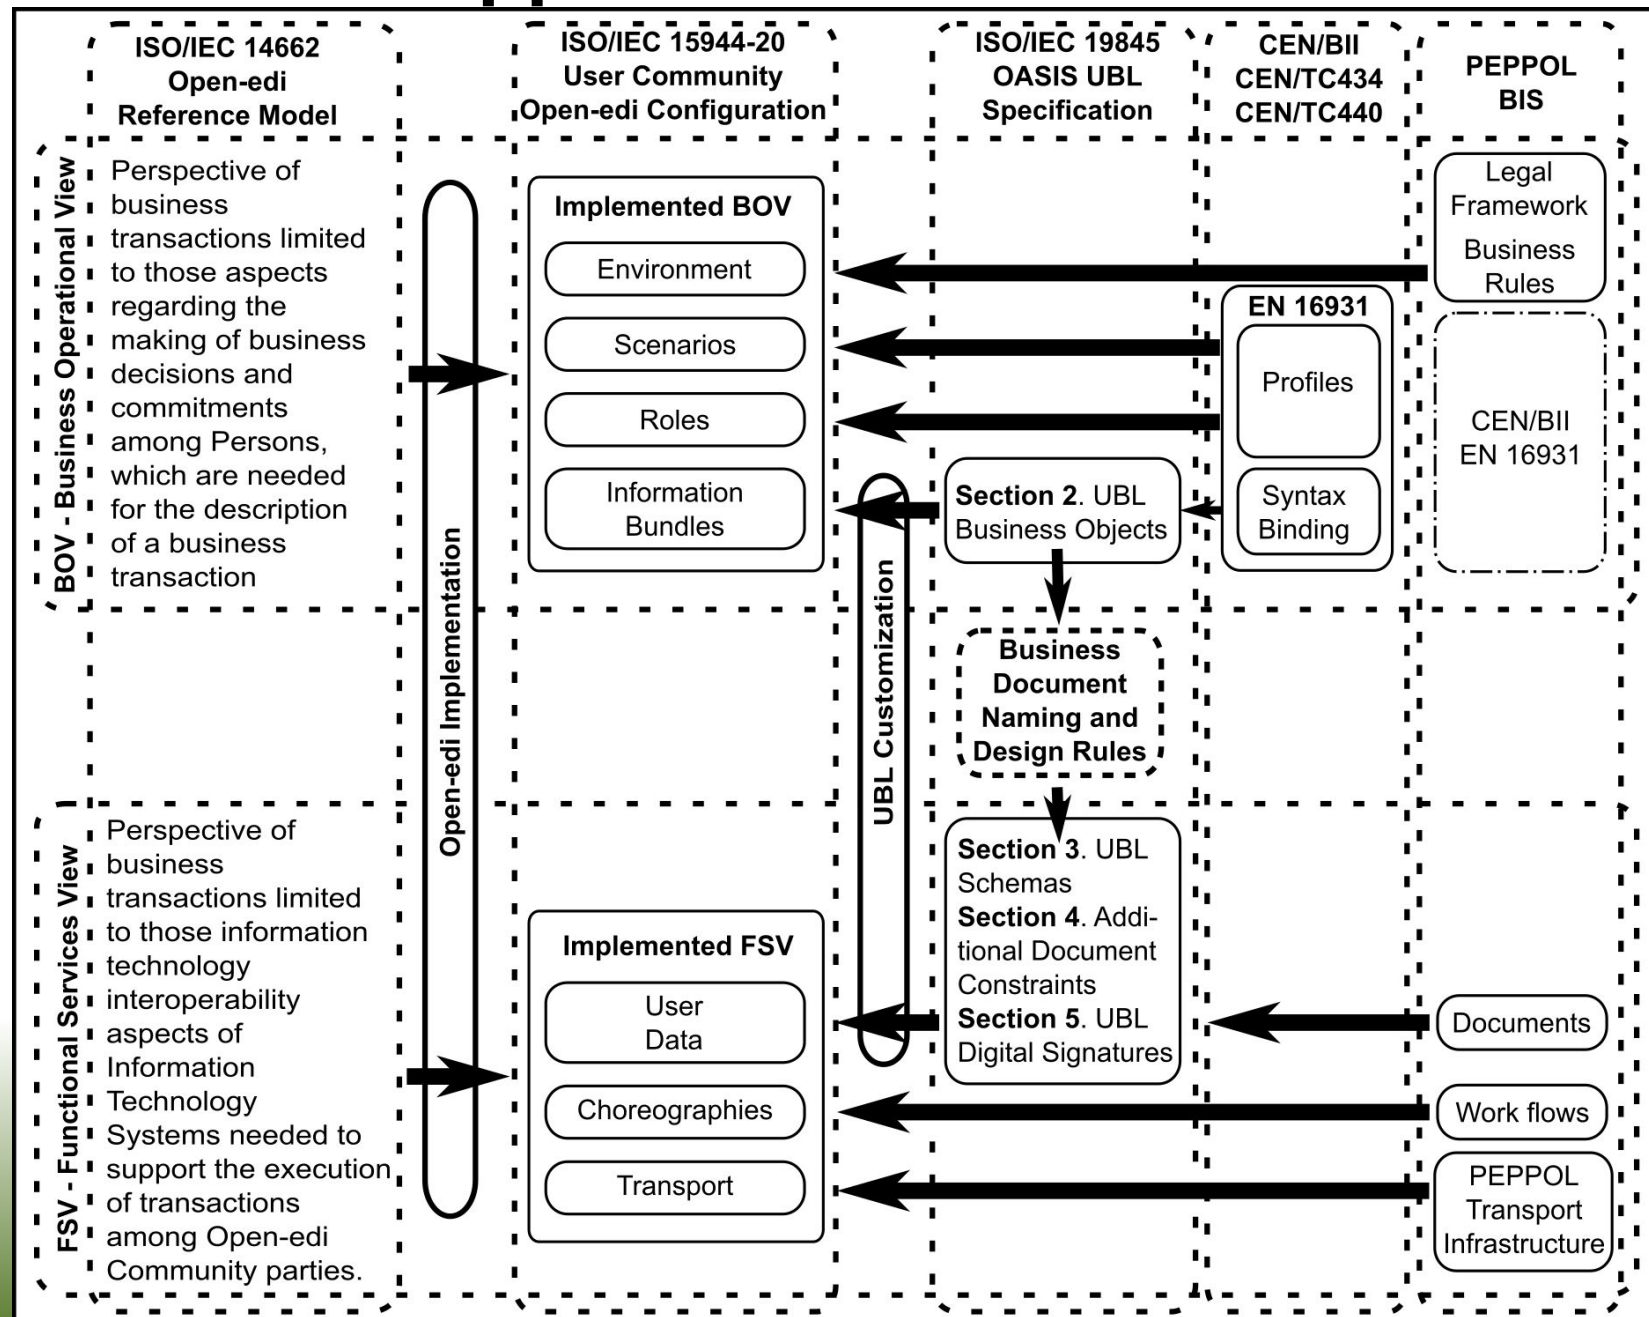 ISO/IEC 14662
Open-edi
Reference Model
ISO/IEC 15944-20
User Community
Open-edi Configuration
ISO/IEC 19845
OASIS UBL
Specification
CEN/BII
CEN/TC434
CEN/TC440
PEPPOL
BIS
BOV - Business Operational View
Perspective of
business
transactions limited
to those aspects
regarding the
making of business
decisions and
commitments
among Persons,
which are needed
for the description
of a business
transaction
Open-edi Implementation
Implemented BOV
Environment
Scenarios
Roles
Information
Bundles
UBL Customization
Section 2. UBL
Business Objects
Business
Document
Naming and
Design Rules
EN 16931
Profiles
Syntax
Binding
Legal
Framework
Business
Rules
CEN/BII
EN 16931
FSV - Functional Services View
Perspective of
business
transactions limited
to those information
technology
interoperability
aspects of
Information
Technology
Systems needed to
support the execution
of transactions
among Open-edi
Community parties.
Implemented FSV
User
Data
Choreographies
Transport
Section 3. UBL
Schemas
Section 4. Addi-
tional Document
Constraints
Section 5. UBL
Digital Signatures
Documents
Work flows
PEPPOL
Transport
Infrastructure